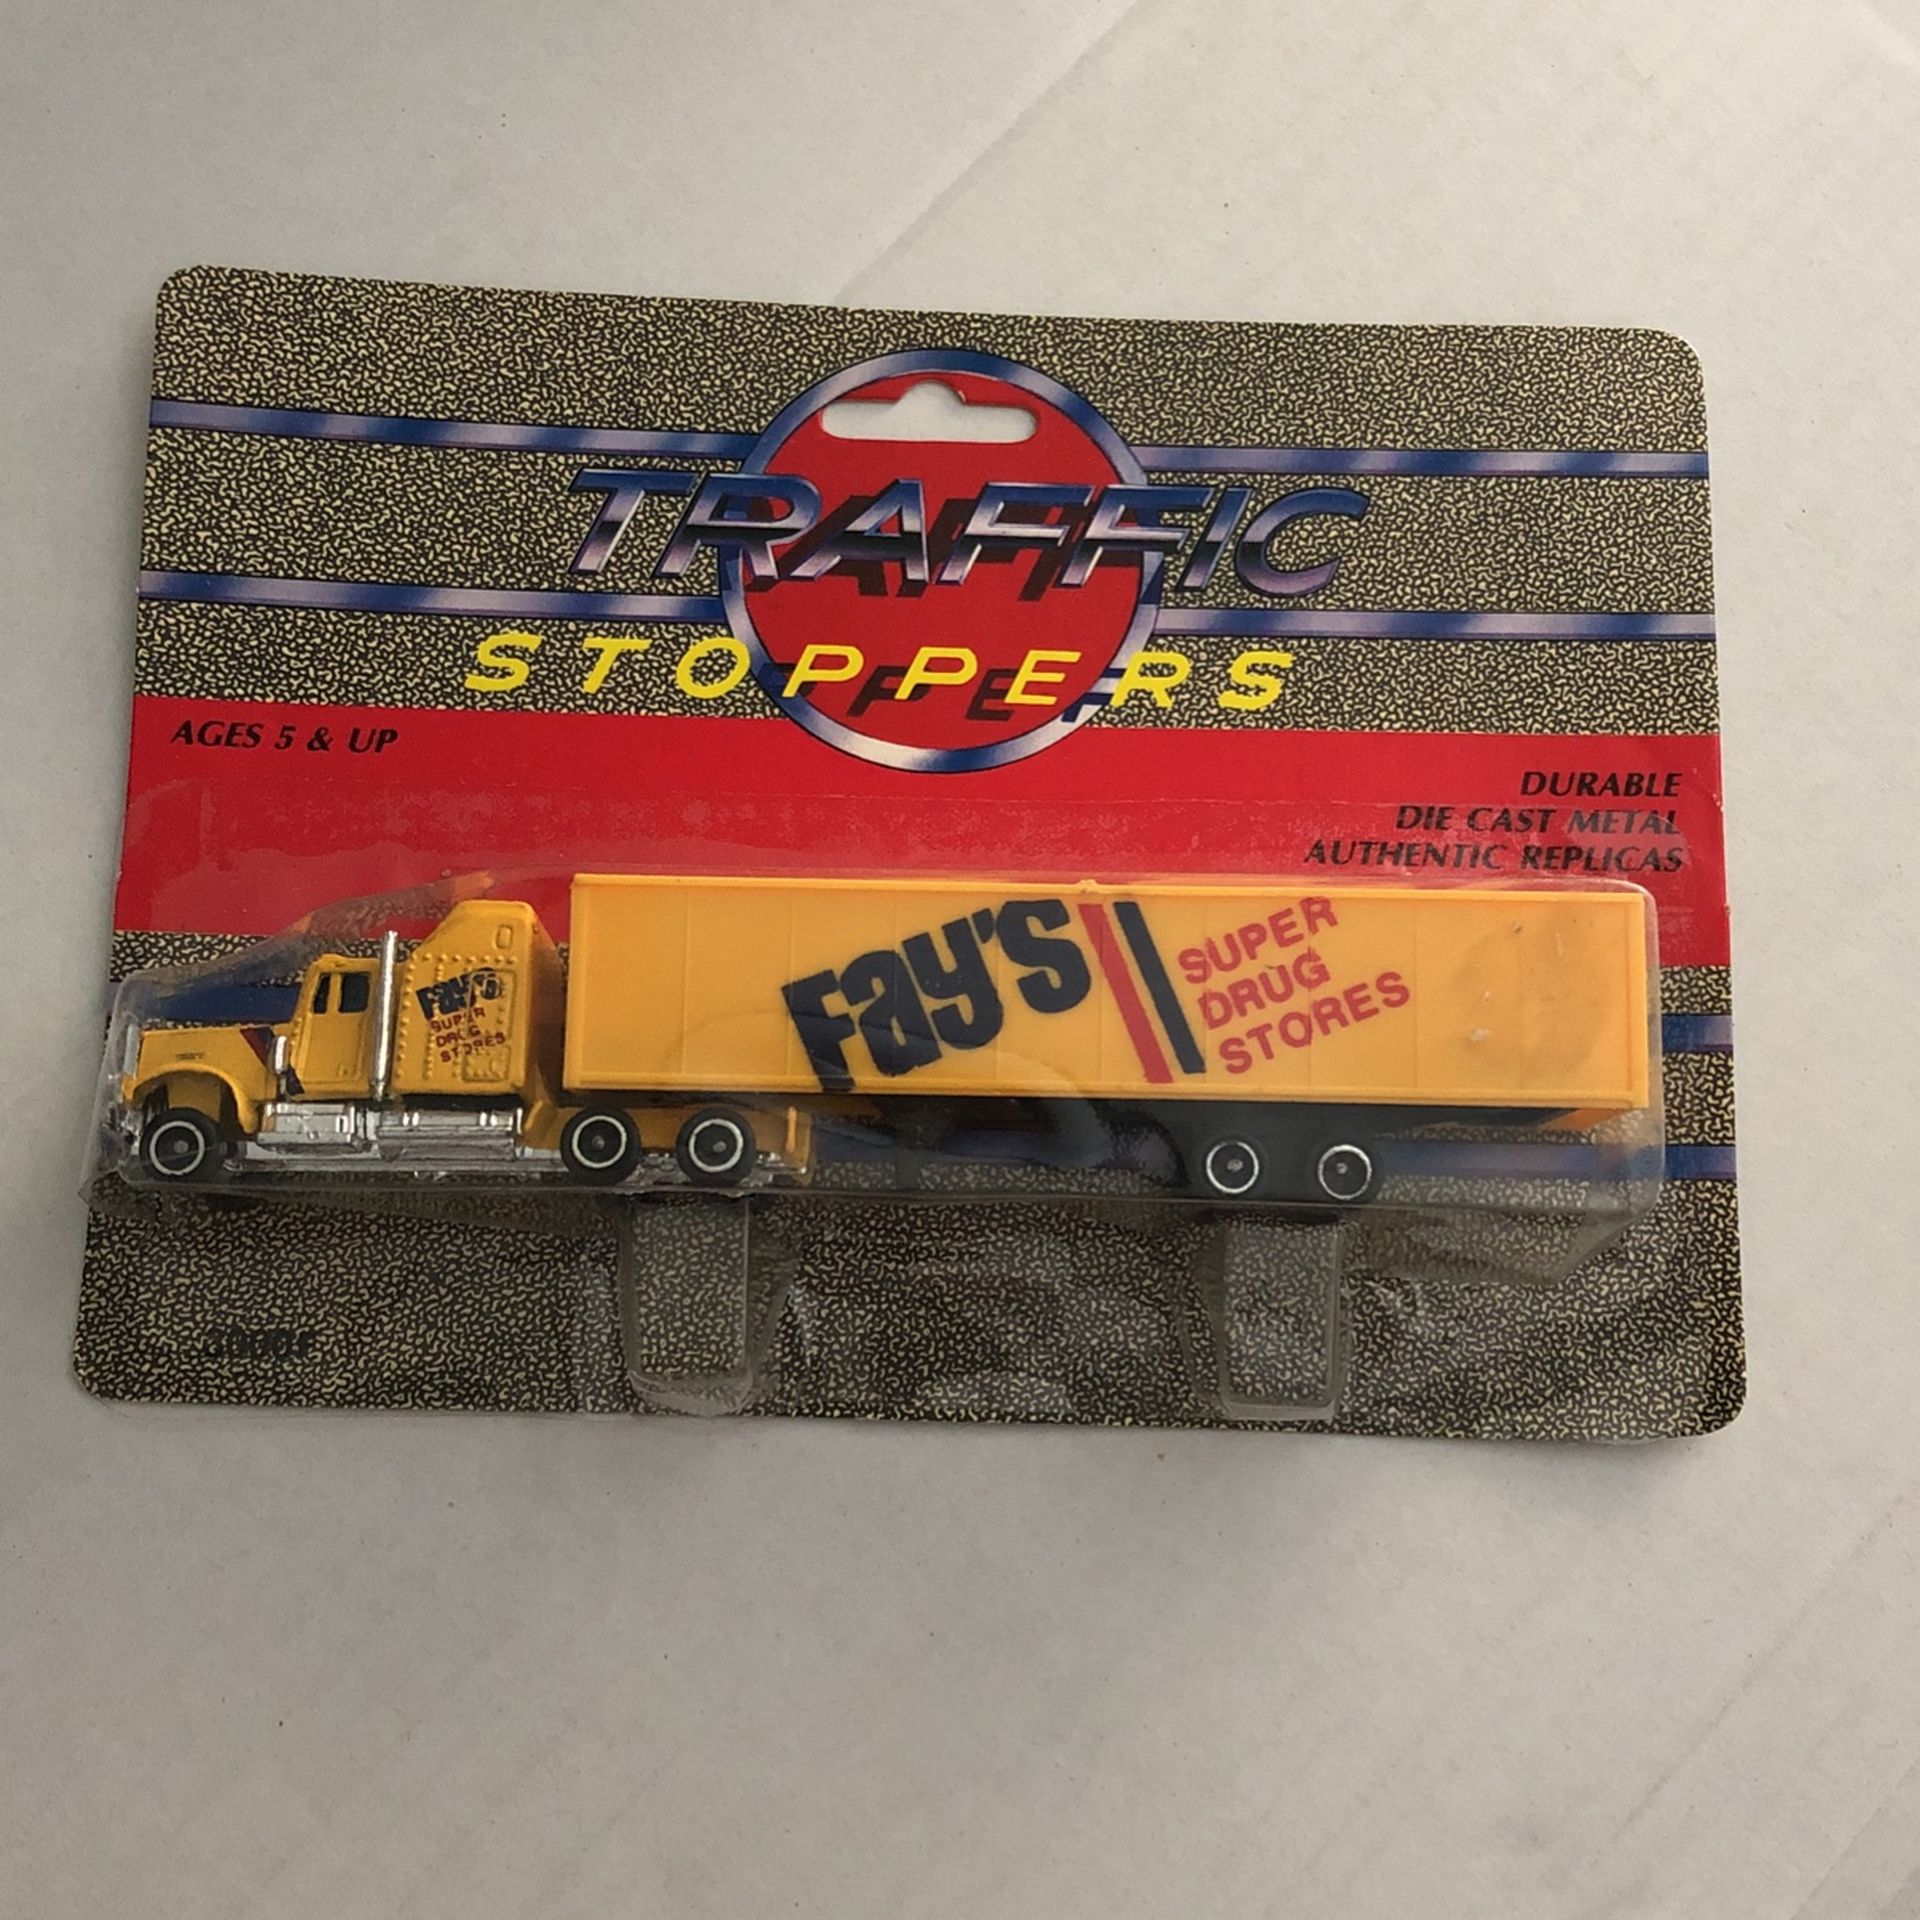 TRAFFIC
STOPPERS
AGES 5 & UP
DURABLE
DIE CAST METAL
AUTHENTIC REPLICAS
Fay's
SUPER
DRUG
STORES
Fay's
SUPER
DRUG
STORES